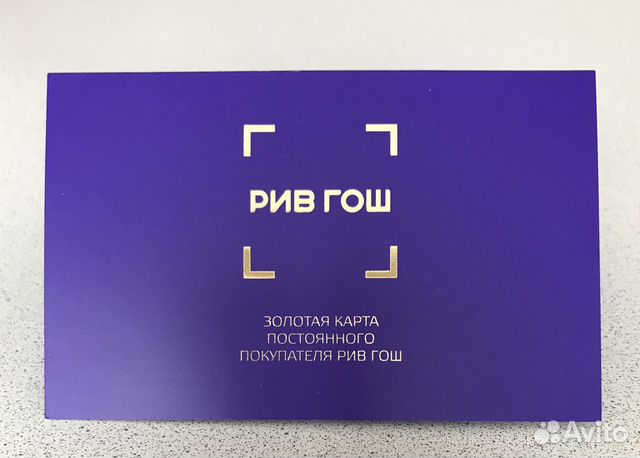 РИВ ГОШ
ЗОЛОТАЯ КАРТА
ПОСТОЯННОГО
ПОКУПАТЕЛЯ РИВ ГОШ
Avito